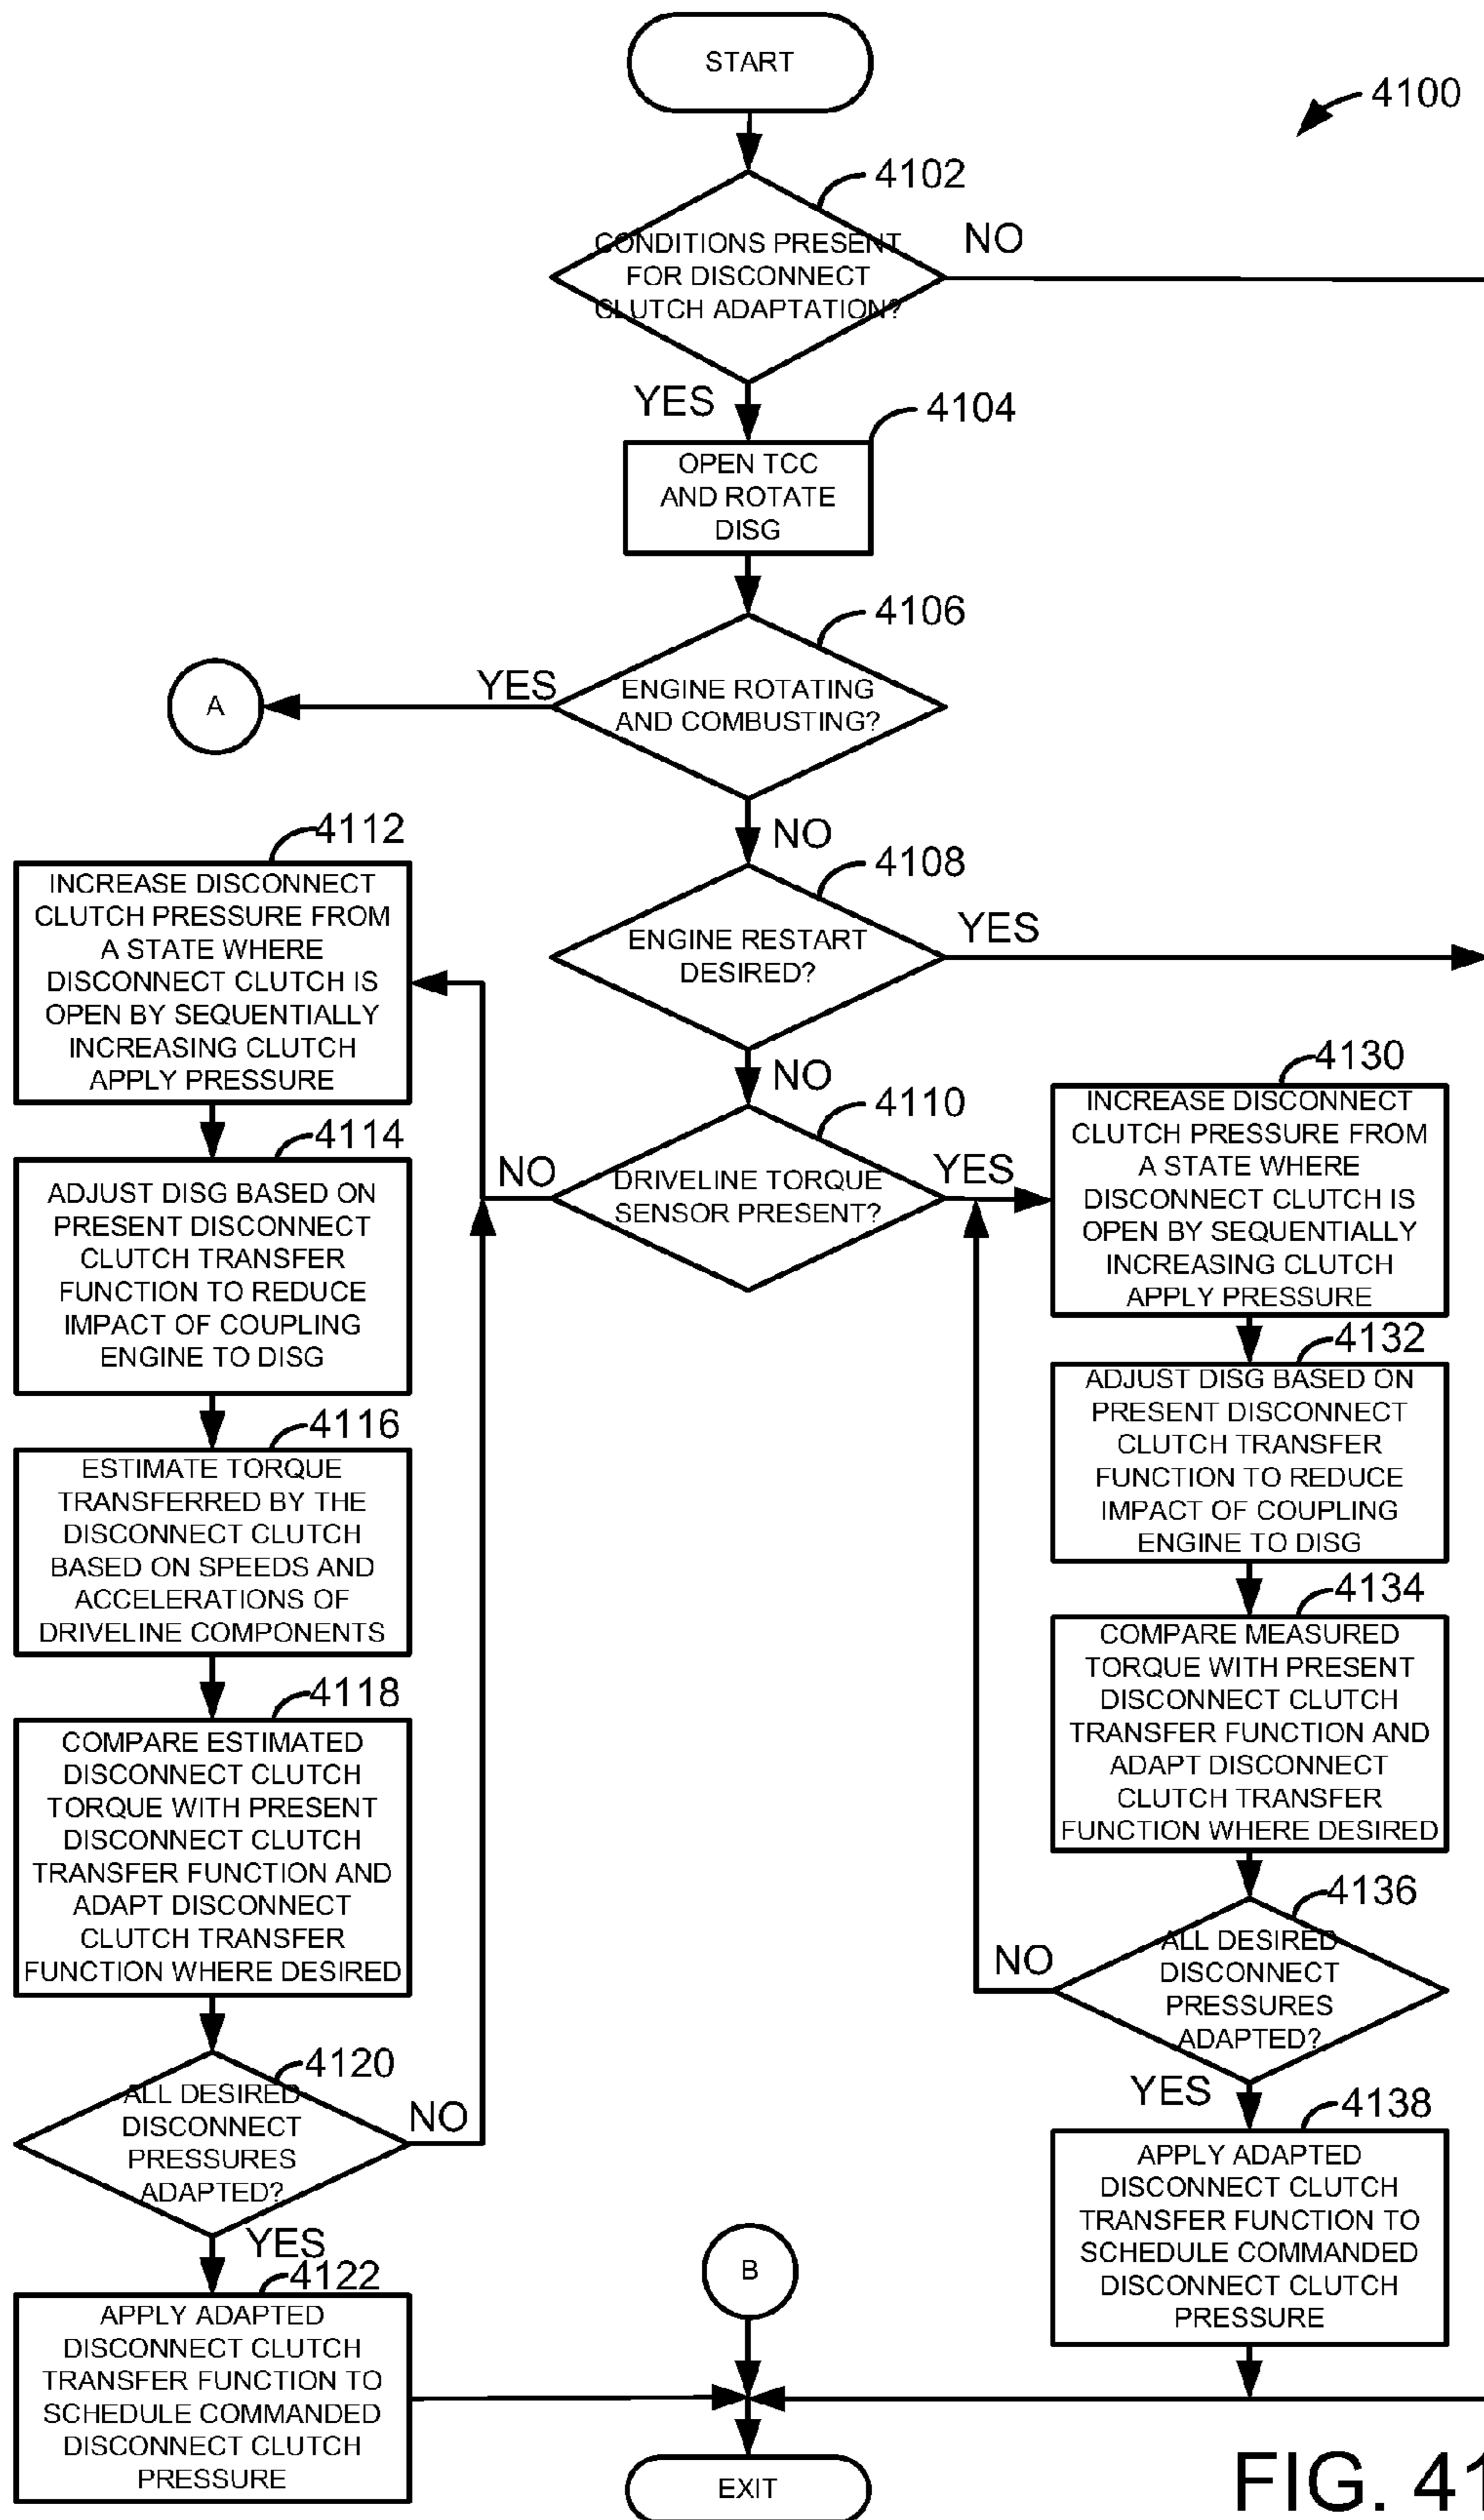 START
4100
4102
CONDITIONS PRESENT
FOR DISCONNECT
CLUTCH ADAPTATION?
NO
YES
4104
OPEN TCC
AND ROTATE
DISG
4106
ENGINE ROTATING
AND COMBUSTING?
YES
A
NO
4108
ENGINE RESTART
DESIRED?
YES
NO
4110
DRIVELINE TORQUE
SENSOR PRESENT?
NO
YES
4112
INCREASE DISCONNECT
CLUTCH PRESSURE FROM
A STATE WHERE
DISCONNECT CLUTCH IS
OPEN BY SEQUENTIALLY
INCREASING CLUTCH
APPLY PRESSURE
4114
ADJUST DISG BASED ON
PRESENT DISCONNECT
CLUTCH TRANSFER
FUNCTION TO REDUCE
IMPACT OF COUPLING
ENGINE TO DISG
4116
ESTIMATE TORQUE
TRANSFERRED BY THE
DISCONNECT CLUTCH
BASED ON SPEEDS AND
ACCELERATIONS OF
DRIVELINE COMPONENTS
4118
COMPARE ESTIMATED
DISCONNECT CLUTCH
TORQUE WITH PRESENT
DISCONNECT CLUTCH
TRANSFER FUNCTION AND
ADAPT DISCONNECT
CLUTCH TRANSFER
FUNCTION WHERE DESIRED
4120
ALL DESIRED
DISCONNECT
PRESSURES
ADAPTED?
NO
YES
4122
APPLY ADAPTED
DISCONNECT CLUTCH
TRANSFER FUNCTION TO
SCHEDULE COMMANDED
DISCONNECT CLUTCH
PRESSURE
4130
INCREASE DISCONNECT
CLUTCH PRESSURE FROM
A STATE WHERE
DISCONNECT CLUTCH IS
OPEN BY SEQUENTIALLY
INCREASING CLUTCH
APPLY PRESSURE
4132
ADJUST DISG BASED ON
PRESENT DISCONNECT
CLUTCH TRANSFER
FUNCTION TO REDUCE
IMPACT OF COUPLING
ENGINE TO DISG
4134
COMPARE MEASURED
TORQUE WITH PRESENT
DISCONNECT CLUTCH
TRANSFER FUNCTION AND
ADAPT DISCONNECT
CLUTCH TRANSFER
FUNCTION WHERE DESIRED
4136
ALL DESIRED
DISCONNECT
PRESSURES
ADAPTED?
NO
YES
4138
APPLY ADAPTED
DISCONNECT CLUTCH
TRANSFER FUNCTION TO
SCHEDULE COMMANDED
DISCONNECT CLUTCH
PRESSURE
B
EXIT
FIG. 41